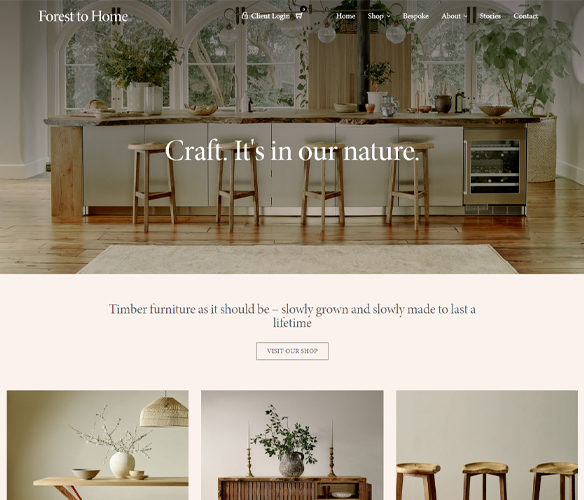 Forest to Home
Client Login
Home Shop Bespoke About Stories Contact
Craft. It's in our nature.
Timber furniture as it should be – slowly grown and slowly made to last a
lifetime
VISIT OUR SHOP